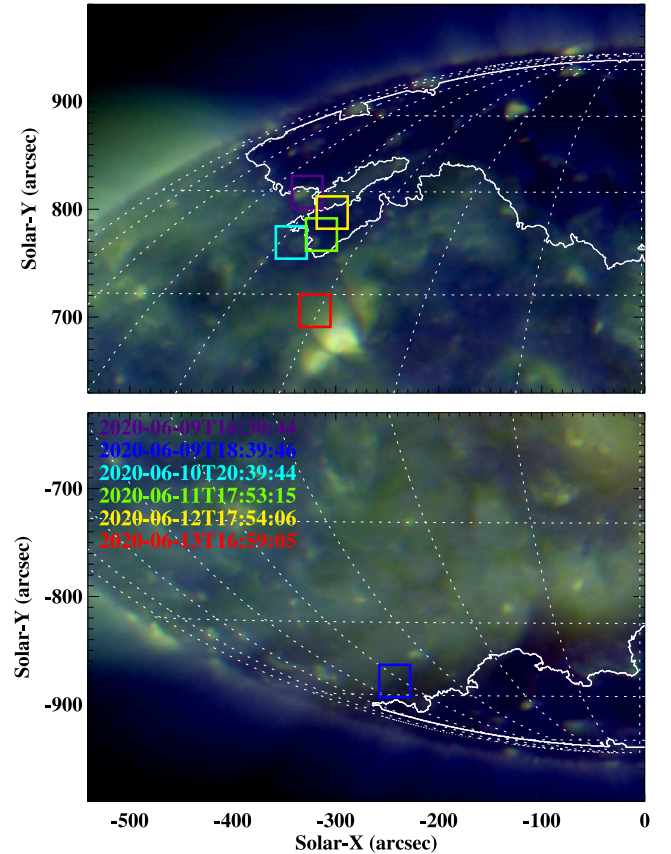 900
800
700
Solar-Y (arcsec)
2020-06-09T16:30:44
2020-06-09T18:39:46
2020-06-10T20:39:44
2020-06-11T17:53:15
2020-06-12T17:54:06
2020-06-13T16:59:05
-700
-800
-900
Solar-Y (arcsec)
-500 -400 -300 -200 -100 0
Solar-X (arcsec)